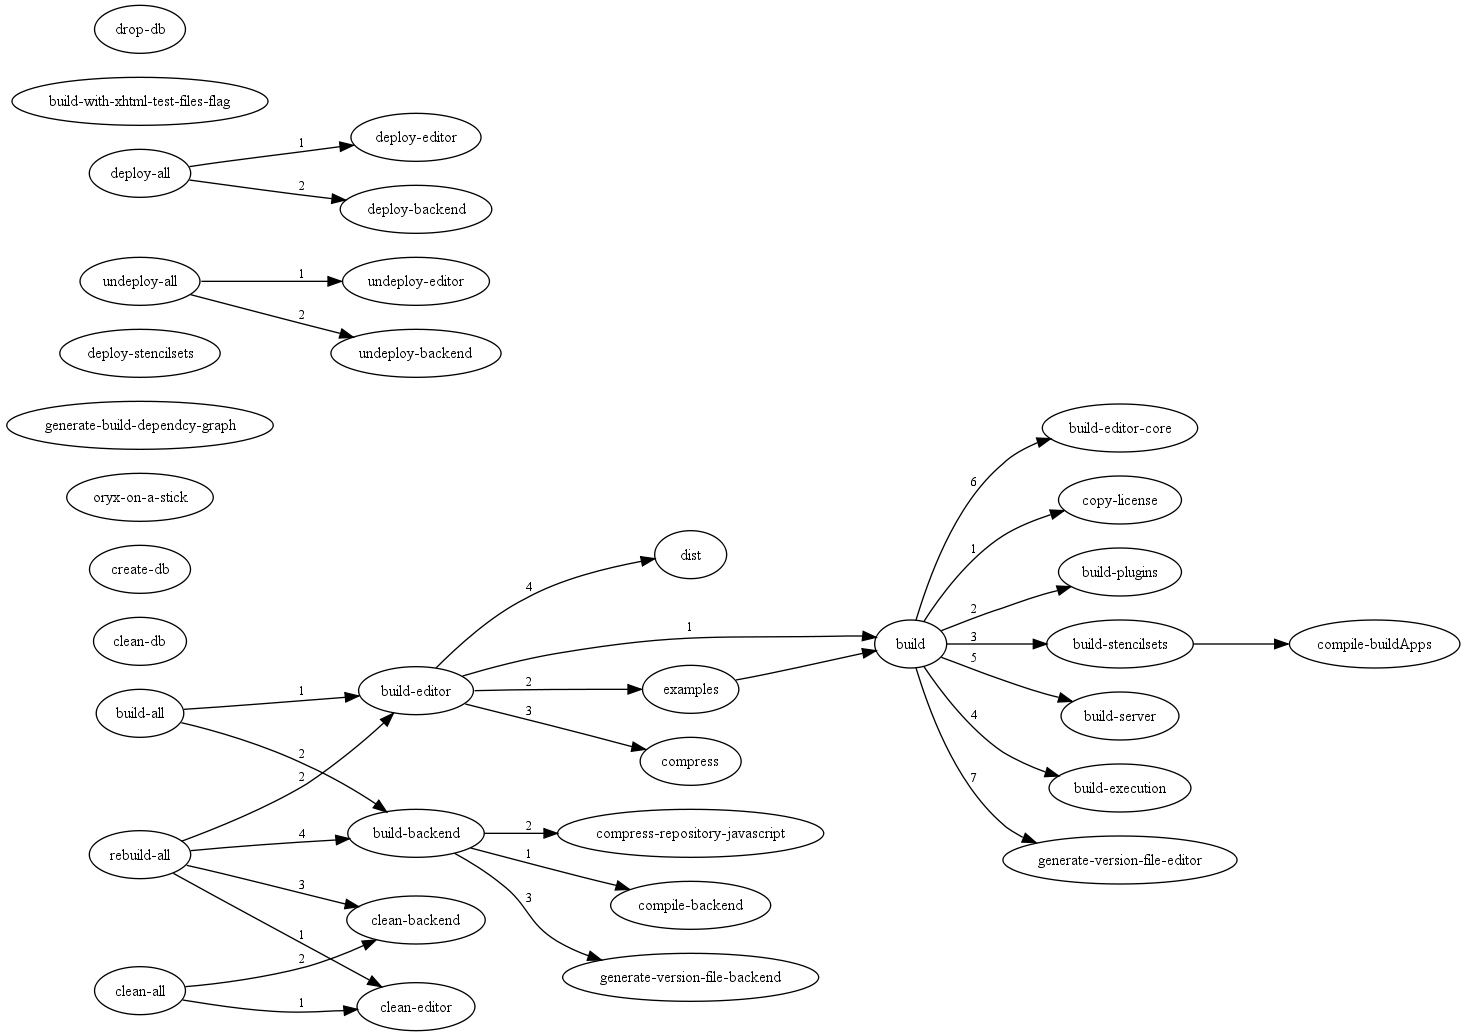 drop-db
build-with-xhtml-test-files-flag
deploy-all
1
deploy-editor
2
deploy-backend
undeploy-all
1
undeploy-editor
2
undeploy-backend
deploy-stencilsets
generate-build-dependcy-graph
oryx-on-a-stick
create-db
clean-db
build-all
1
2
rebuild-all
2
4
3
1
clean-all
2
1
build-editor
4
1
2
3
build-backend
2
1
3
clean-backend
clean-editor
dist
examples
compress
compress-repository-javascript
compile-backend
generate-version-file-backend
build
6
1
2
3
5
4
7
build-editor-core
copy-license
build-plugins
build-stencilsets
build-server
build-execution
generate-version-file-editor
compile-buildApps